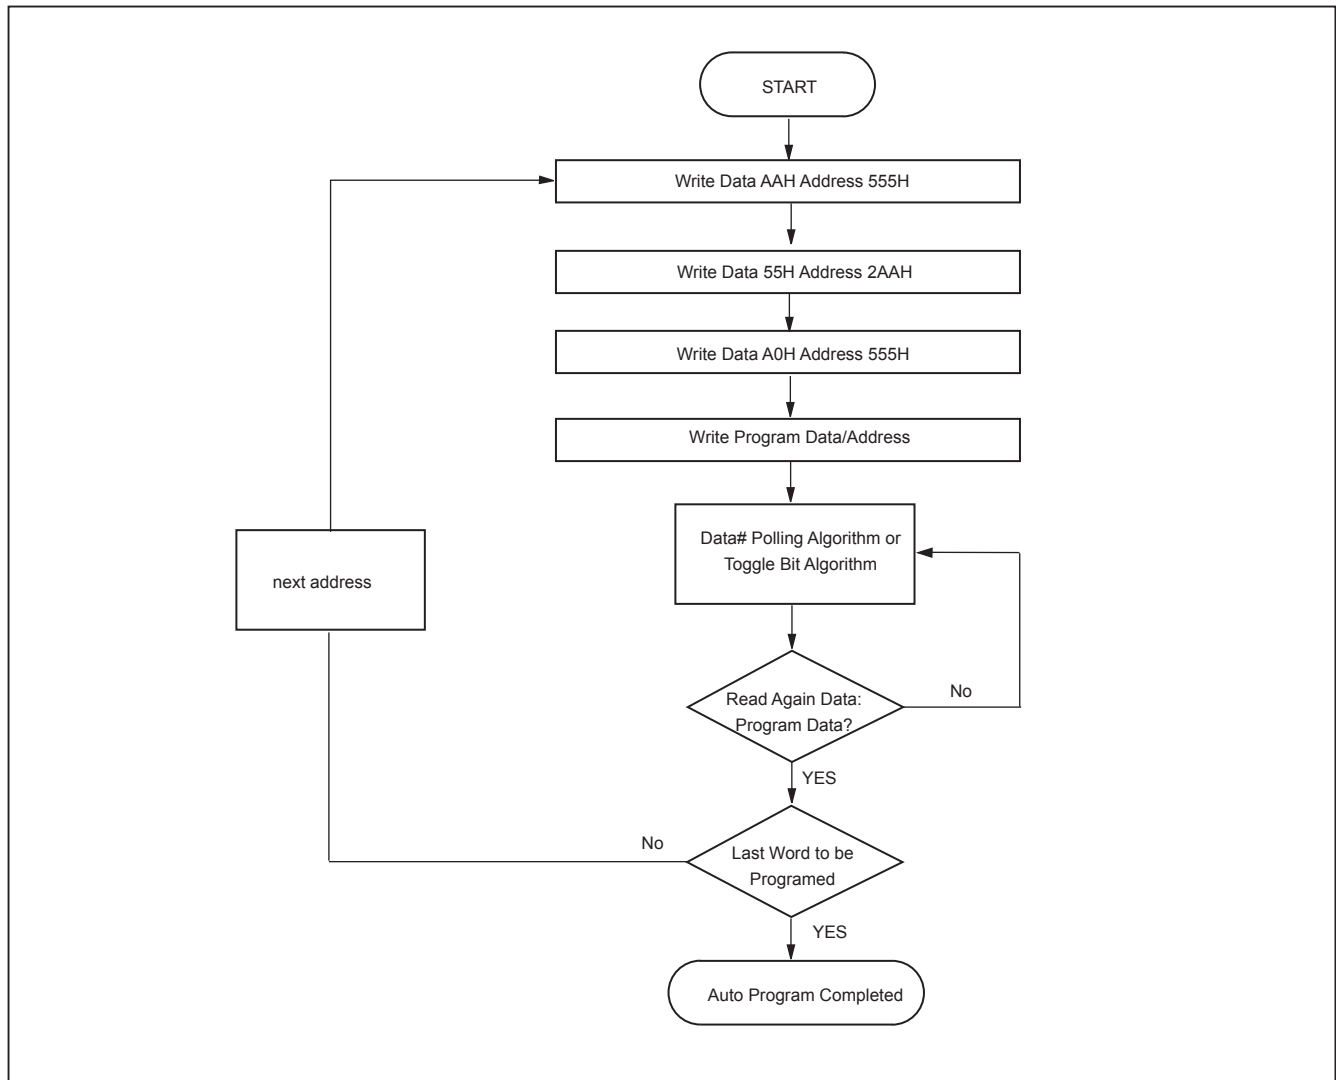 START
Write Data AAH Address 555H
Write Data 55H Address 2AAH
Write Data A0H Address 555H
Write Program Data/Address
Data# Polling Algorithm or
Toggle Bit Algorithm
next address
Read Again Data:
Program Data?
No
YES
No
Last Word to be
Programed
YES
Auto Program Completed